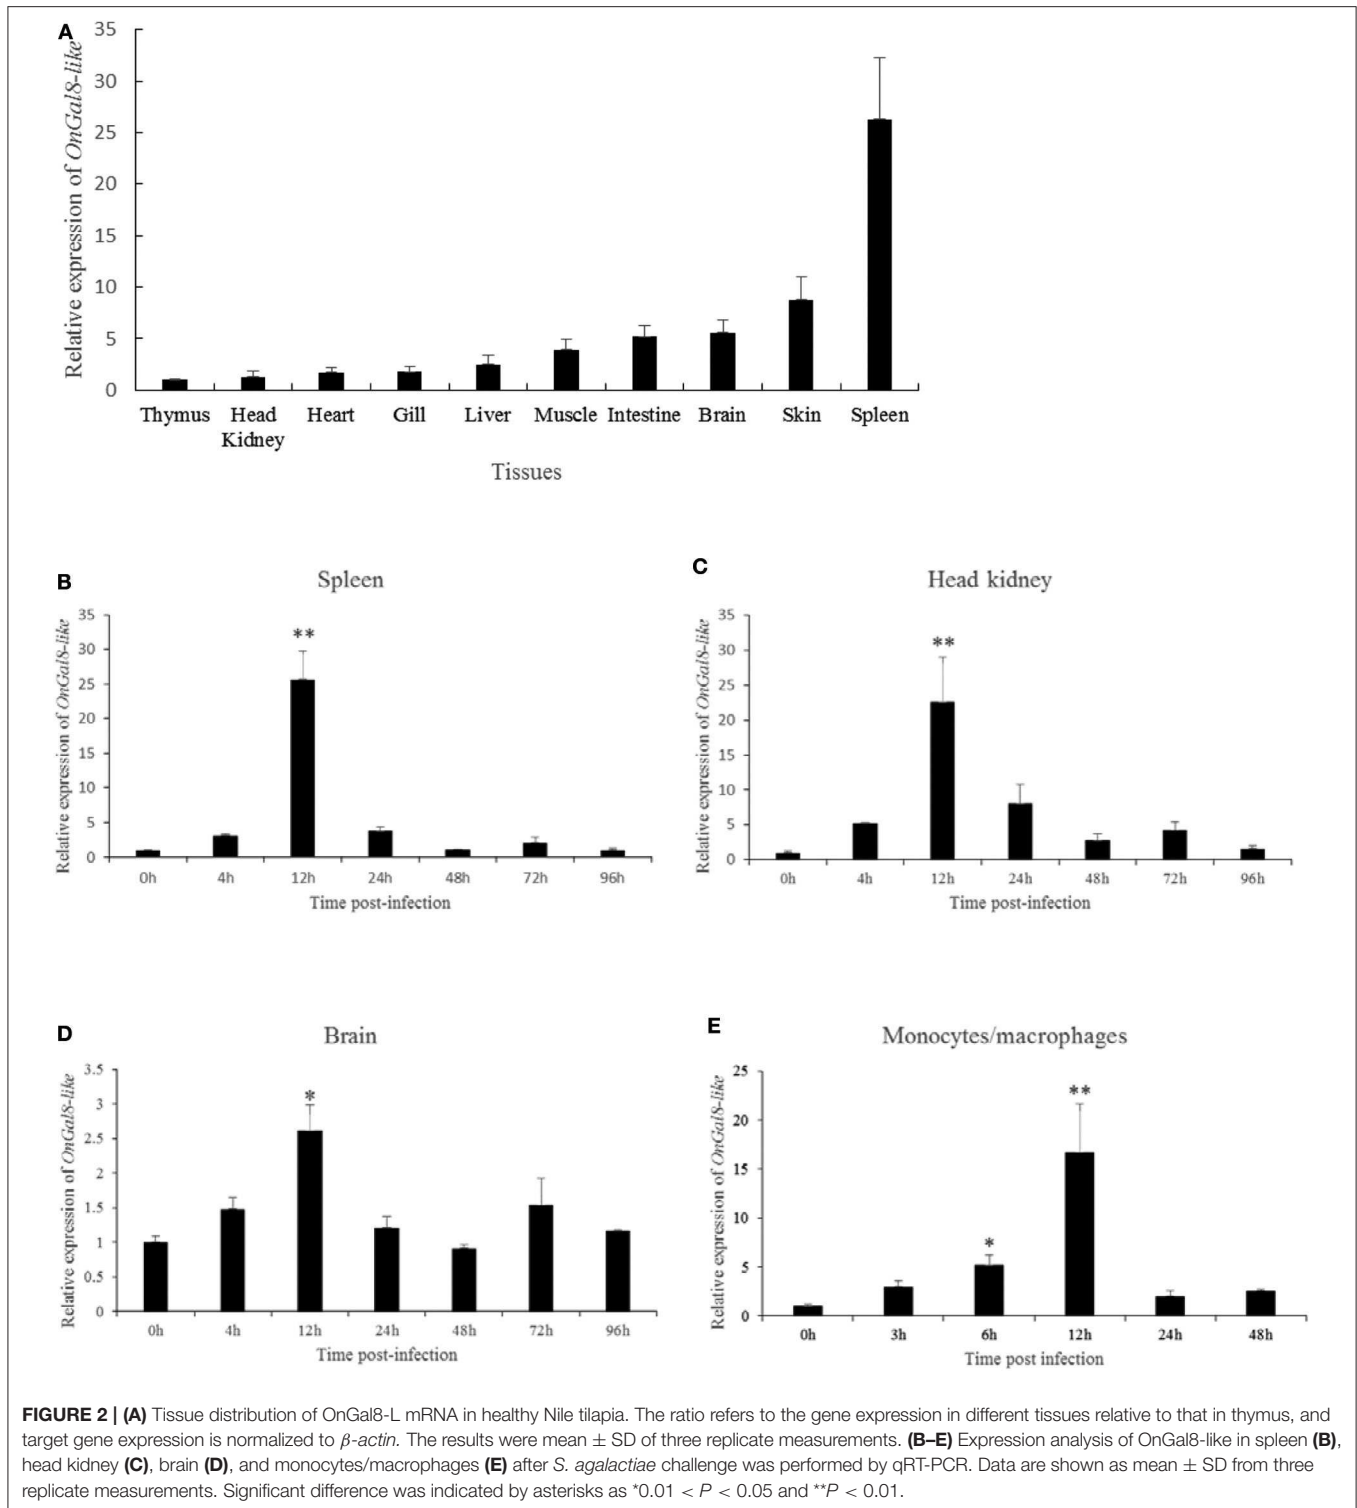 A
Relative expression of OnGal8-like
35
30
25
20
15
10
5
0
Thymus Head Kidney Heart Gill Liver Muscle Intestine Brain Skin Spleen
Tissues
B
Spleen
Relative expression of OnGal8-like
35
30
25
20
15
10
5
0
**
0h 4h 12h 24h 48h 72h 96h
Time post-infection
C
Head kidney
Relative expression of OnGal8-like
35
30
25
20
15
10
5
0
**
0h 4h 12h 24h 48h 72h 96h
Time post-infection
D
Brain
Relative expression of OnGal8-like
3.5
3
2.5
2
1.5
1
0.5
0
*
0h 4h 12h 24h 48h 72h 96h
Time post-infection
E
Monocytes/macrophages
Relative expression of OnGal8-like
25
20
15
10
5
0
*
**
0h 3h 6h 12h 24h 48h
Time post infection
FIGURE 2 | (A) Tissue distribution of OnGal8-L mRNA in healthy Nile tilapia. The ratio refers to the gene expression in different tissues relative to that in thymus, and
target gene expression is normalized to β-actin. The results were mean ± SD of three replicate measurements. (B–E) Expression analysis of OnGal8-like in spleen (B),
head kidney (C), brain (D), and monocytes/macrophages (E) after S. agalactiae challenge was performed by qRT-PCR. Data are shown as mean ± SD from three
replicate measurements. Significant difference was indicated by asterisks as *0.01 < P < 0.05 and **P < 0.01.